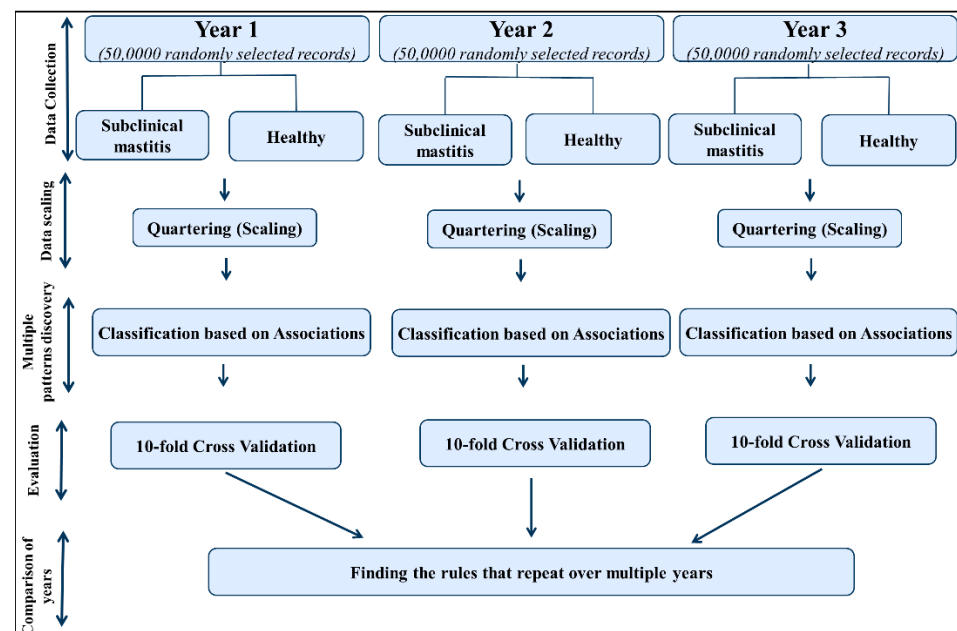 Data Collection
Year 1
(50,0000 randomly selected records)
Subclinical
mastitis
Healthy
Year 2
(50,0000 randomly selected records)
Subclinical
mastitis
Healthy
Year 3
(50,0000 randomly selected records)
Subclinical
mastitis
Healthy
Data scaling
Quartering (Scaling)
Quartering (Scaling)
Quartering (Scaling)
Multiple
patterns discovery
Classification based on Associations
Classification based on Associations
Classification based on Associations
Evaluation
10-fold Cross Validation
10-fold Cross Validation
10-fold Cross Validation
Comparison of
years
Finding the rules that repeat over multiple years